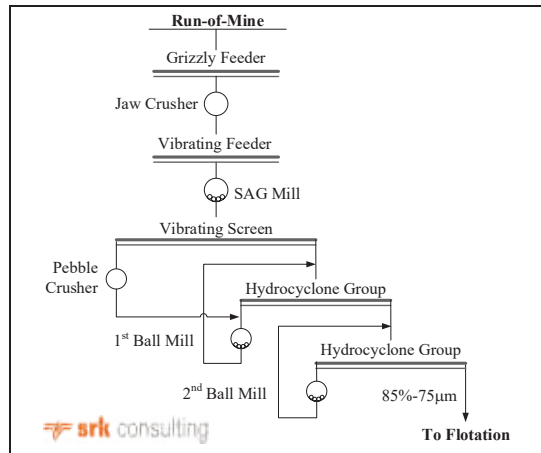 Run-of-Mine
Grizzly Feeder
Jaw Crusher
Vibrating Feeder
SAG Mill
Vibrating Screen
Pebble
Crusher
Hydrocyclone Group
1st Ball Mill
Hydrocyclone Group
2nd Ball Mill
85%-75μm
srk consulting
To Flotation